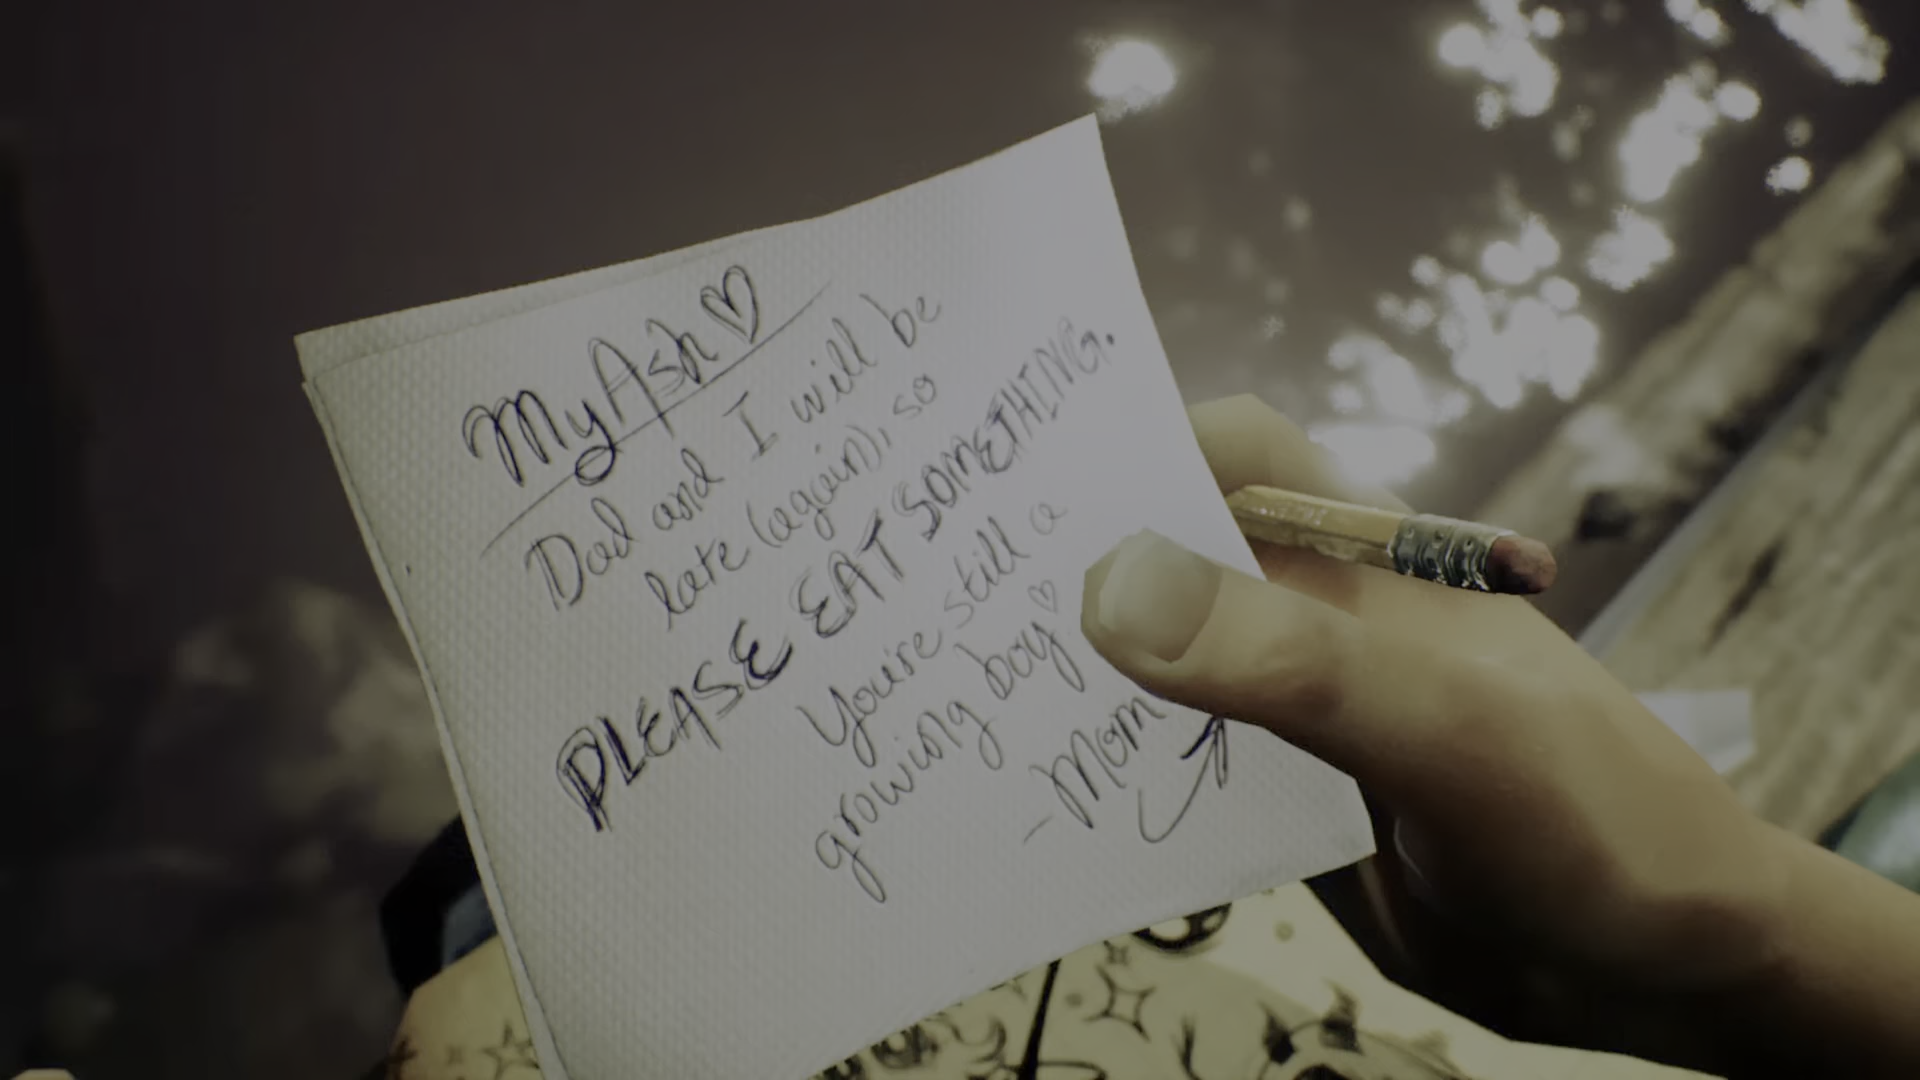 My Ash ♡
Dad and I will be
late (again), so
PLEASE EAT SOMETHING.
You're still a
growing boy ♡
-Mom